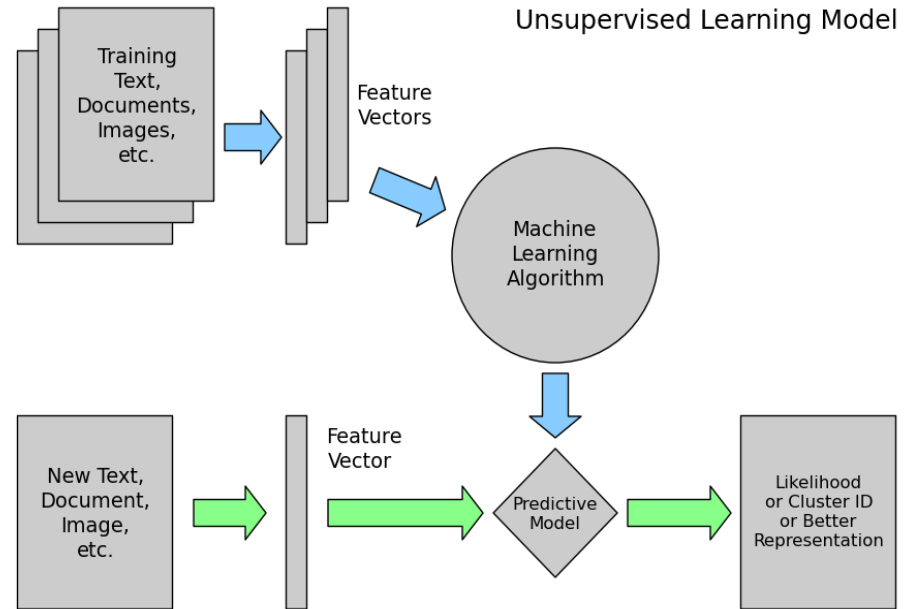 Unsupervised Learning Model
Training
Text,
Documents,
Images,
etc.
Feature
Vectors
Machine
Learning
Algorithm
New Text,
Document,
Image,
etc.
Feature
Vector
Predictive
Model
Likelihood
or Cluster ID
or Better
Representation